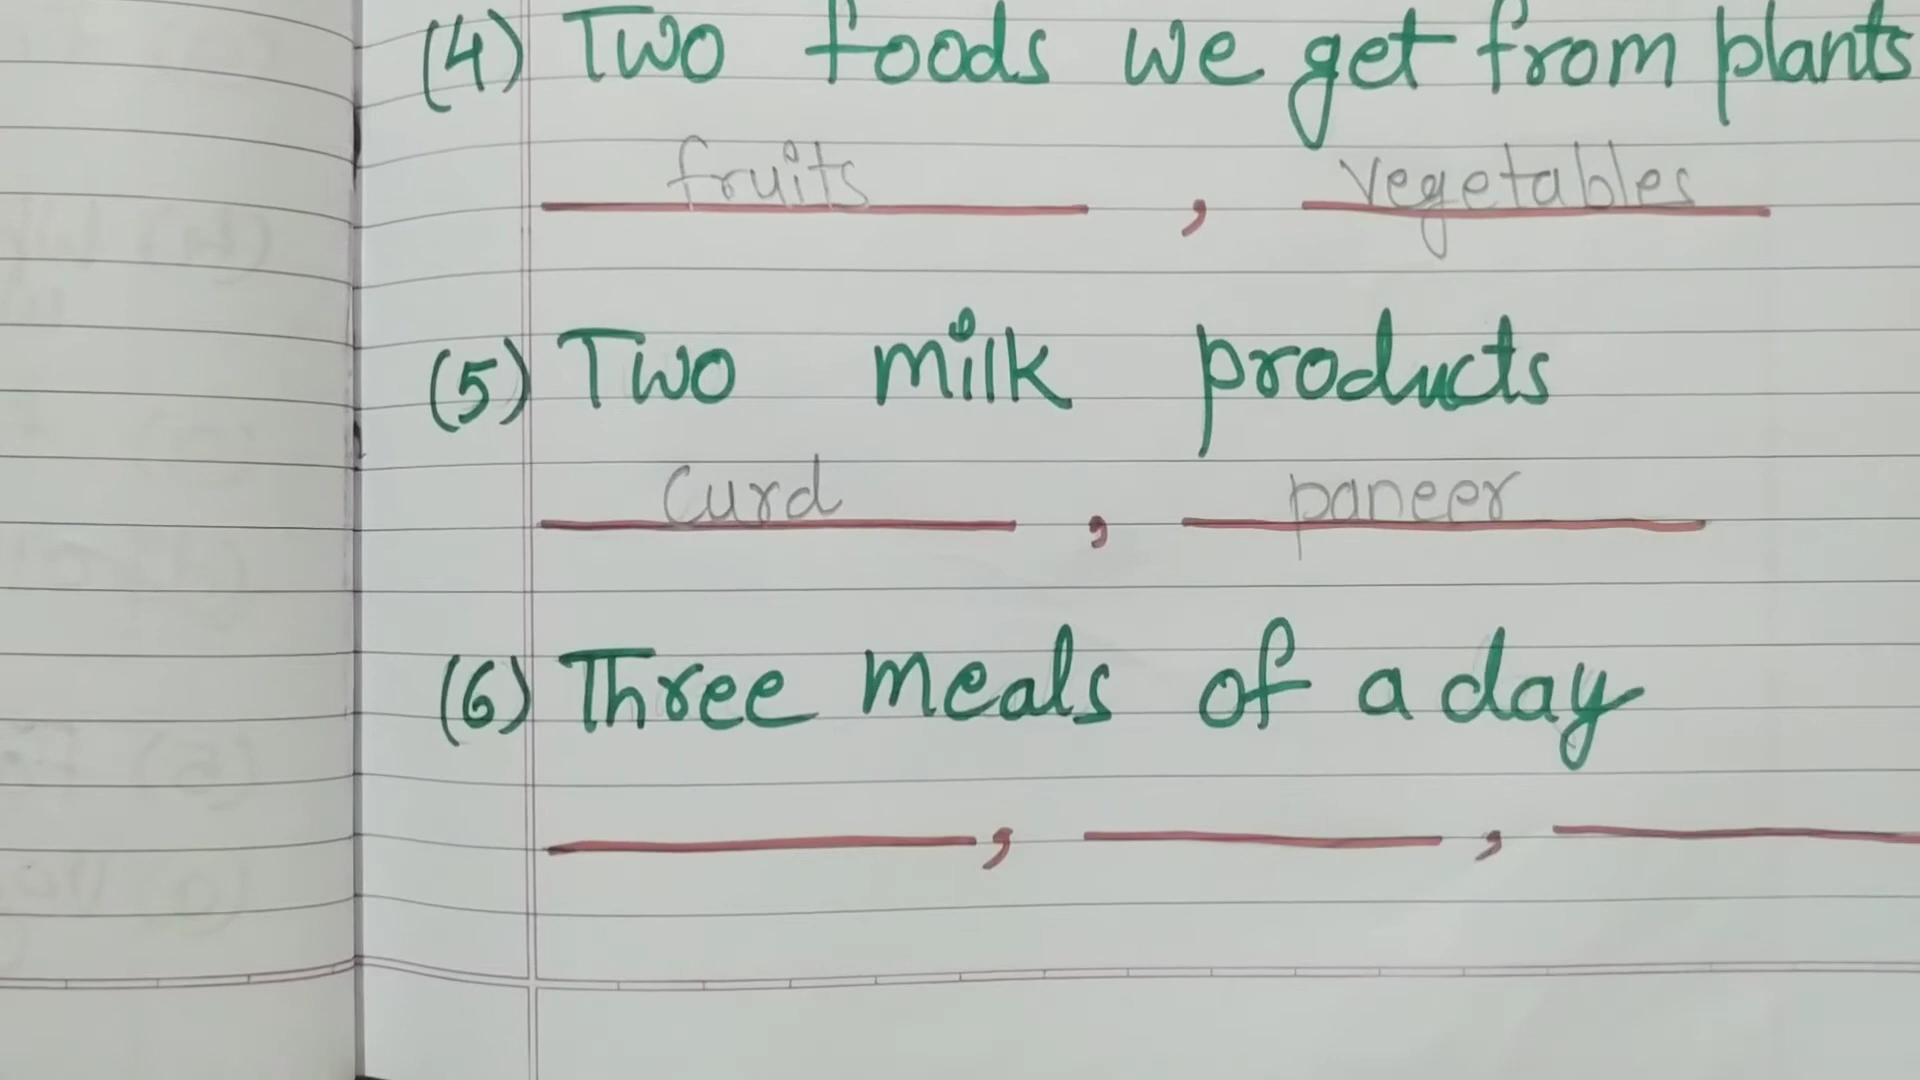 (4) Two foods we get from plants
fruits , vegetables
(5) Two milk products
Curd , paneer
(6) Three meals of a day
, ,